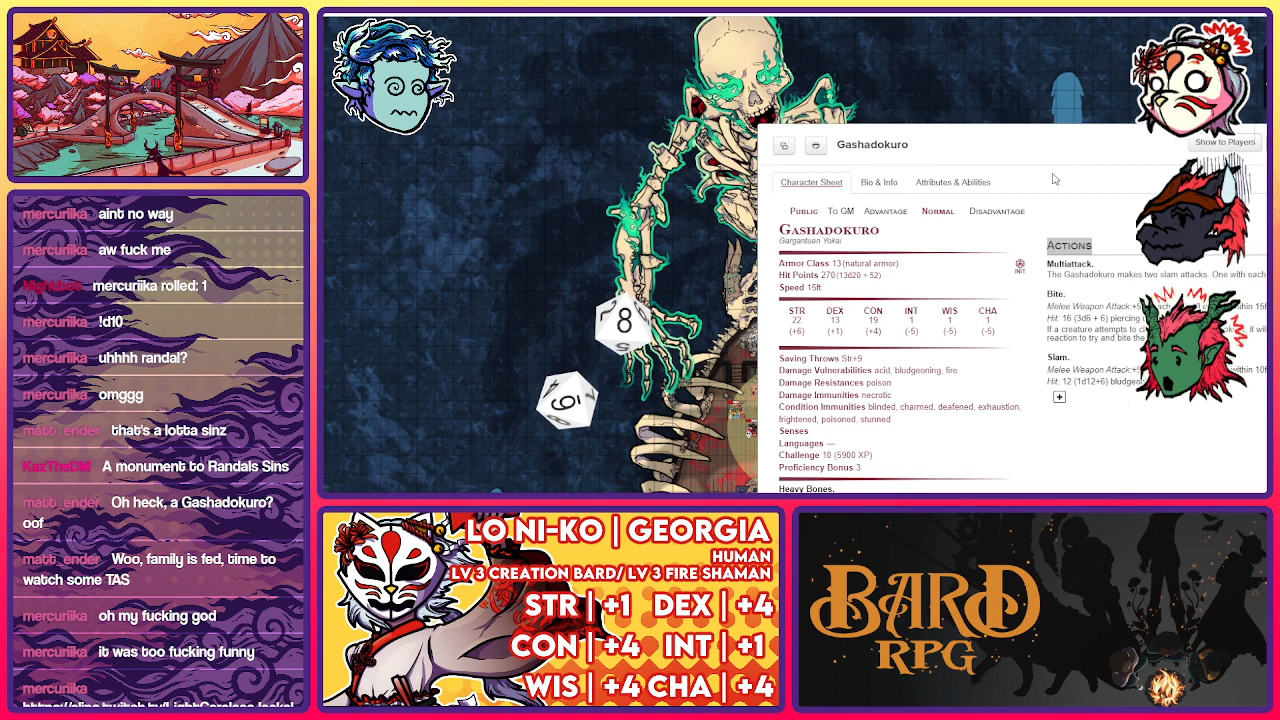 mercuriika aint no way
mercuriika aw fuck me
mercuriika rolled: 1
mercuriika !d10
mercuriika uhhhh randal?
mercuriika omggg
matt_ender that's a lotta sinz
KazTheDM A monument to Randals Sins
matt_ender Oh heck, a Gashadokuro?
oof
matt_ender Woo, family is fed, time to
watch some TAS
mercuriika oh my fucking god
mercuriika it was too fucking funny
mercuriika
8
5
9
Gashadokuro
Show to Players
Character Sheet Bio & Info Attributes & Abilities
Public To GM Advantage Normal Disadvantage
Gashadokuro
Gargantuan Yokai
Armor Class 13 (natural armor)
Hit Points 270 (13d20 + 52)
Speed 15ft
INIT
STR DEX CON INT WIS CHA
22 13 19 1 1 1
(+6) (+1) (+4) (-5) (-5) (-5)
Saving Throws Str+9
Damage Vulnerabilities acid, bludgeoning, fire
Damage Resistances poison
Damage Immunities necrotic
Condition Immunities blinded, charmed, deafened, exhaustion,
frightened, poisoned, stunned
Senses
Languages —
Challenge 10 (5900 XP)
Proficiency Bonus 3
Heavy Bones.
Actions
Multiattack.
The Gashadokuro makes two slam attacks. One with each
Bite.
Melee Weapon Attack:+9 within 15f
Hit: 16 (3d6 + 6) piercing
If a creature attempts to it will use
reaction to try and bite the
Slam.
Melee Weapon Attack:+ within 10f
Hit: 12 (1d12+6) bludgeo
+
LO NI-KO | GEORGIA
HUMAN
LV 3 CREATION BARD/ LV 3 FIRE SHAMAN
STR | +1 DEX | +4
CON | +4 INT | +1
WIS | +4 CHA | +4
BARD
RPG